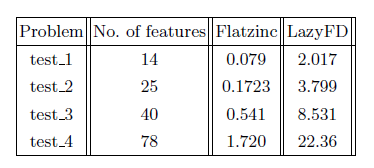 Problem No. of features Flatzinc LazyFD
test_1 14 0.079 2.017
test_2 25 0.1723 3.799
test_3 40 0.541 8.531
test_4 78 1.720 22.36